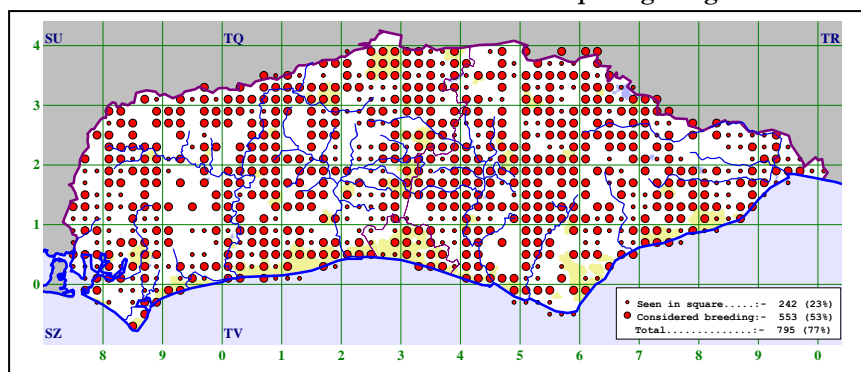 SU TQ TR
4
3
2
1
0
Seen in square.....:- 242 (23%)
Considered breeding:- 553 (53%)
Total..............:- 795 (77%)
SZ TV
8 9 0 1 2 3 4 5 6 7 8 9 0